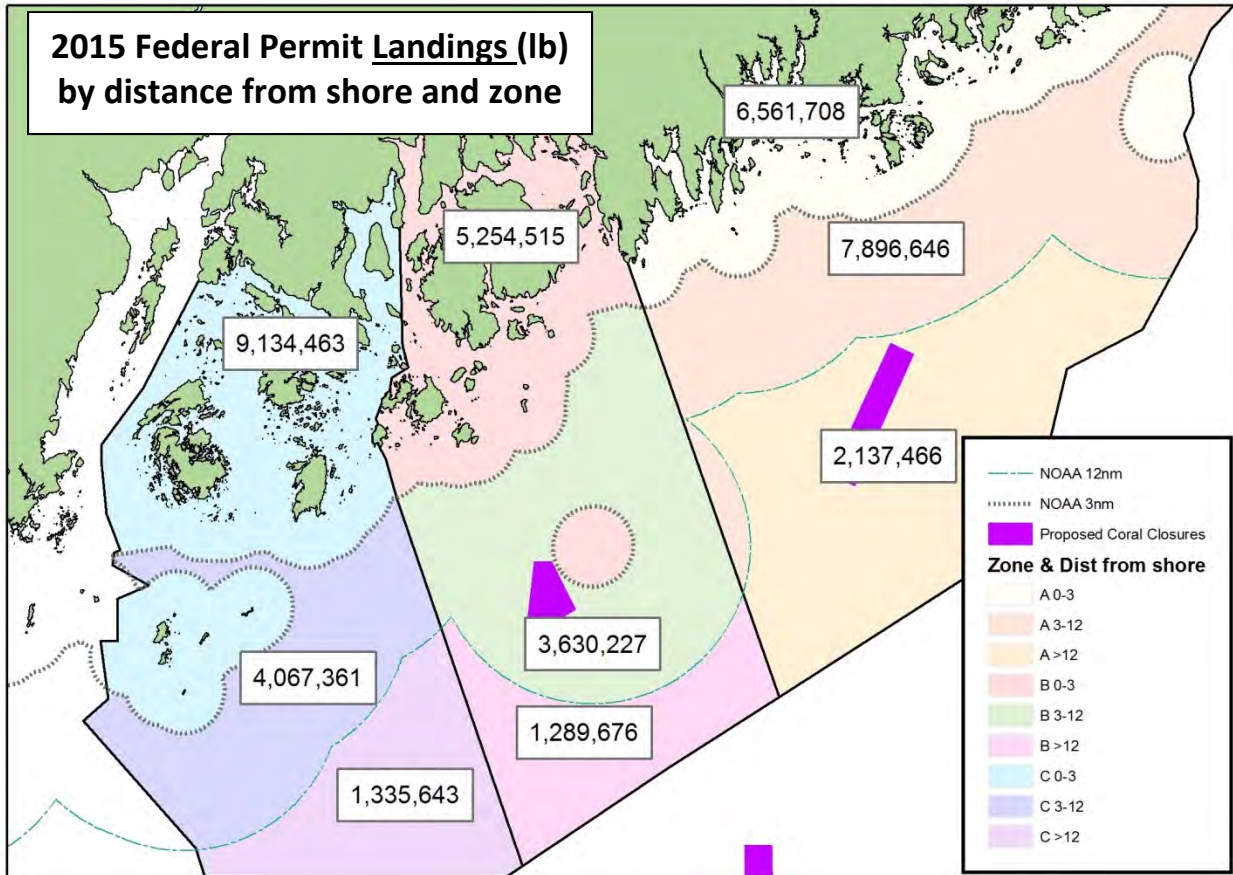 2015 Federal Permit Landings (lb)
by distance from shore and zone
6,561,708
5,254,515
7,896,646
9,134,463
2,137,466
3,630,227
4,067,361
1,289,676
1,335,643
NOAA 12nm
NOAA 3nm
Proposed Coral Closures
Zone & Dist from shore
A 0-3
A 3-12
A >12
B 0-3
B 3-12
B >12
C 0-3
C 3-12
C >12